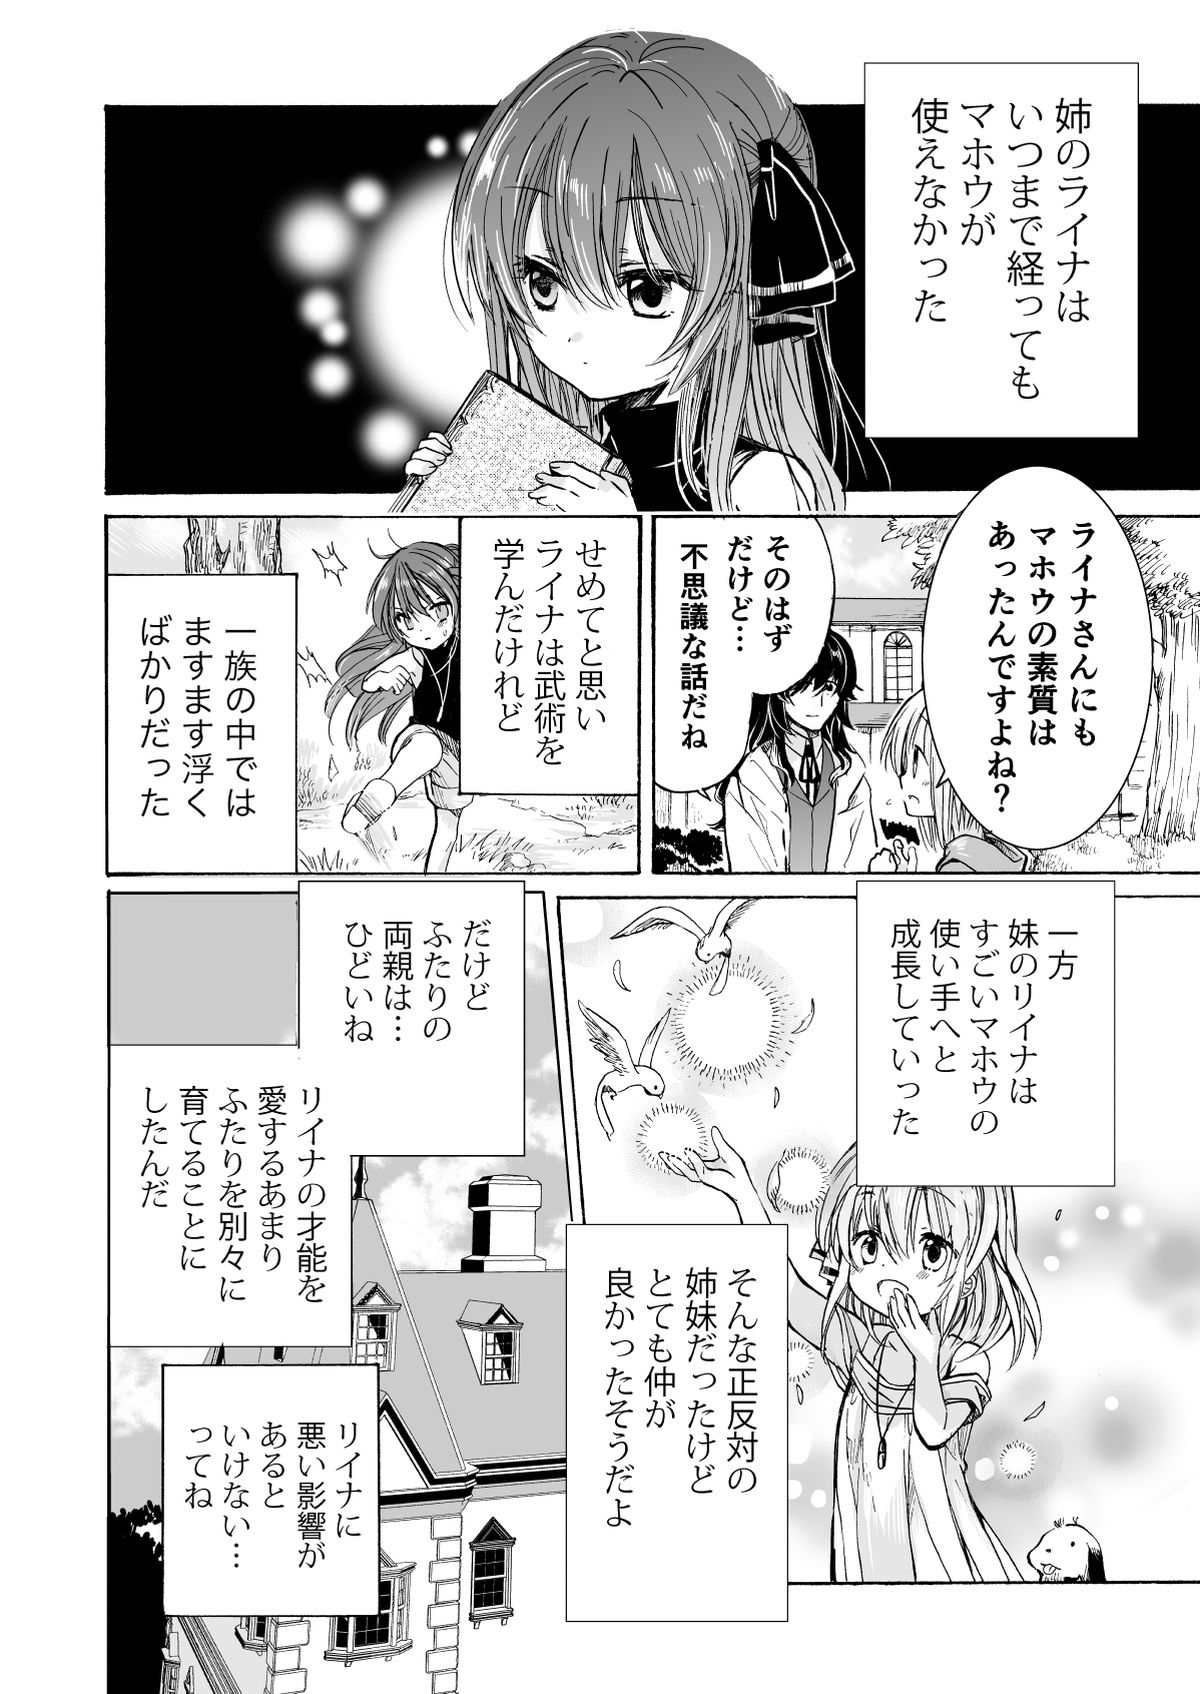 姉のライナは
いつまで経っても
マホウが
使えなかった
ライナさんにも
マホウの素質は
あったんですよね？
そのはず
だけど…
不思議な話だね
せめてと思い
ライナは武術を
学んだけれど
一族の中では
ますます浮く
ばかりだった
一方
妹のリイナは
すごいマホウの
使い手へと
成長していった
そんな正反対の
姉妹だったけど
とても仲が
良かったそうだよ
だけど
ふたりの
両親は…
ひどいね
リイナの才能を
愛するあまり
ふたりを別々に
育てることに
したんだ
リイナに
悪い影響が
あると
いけない…
ってね